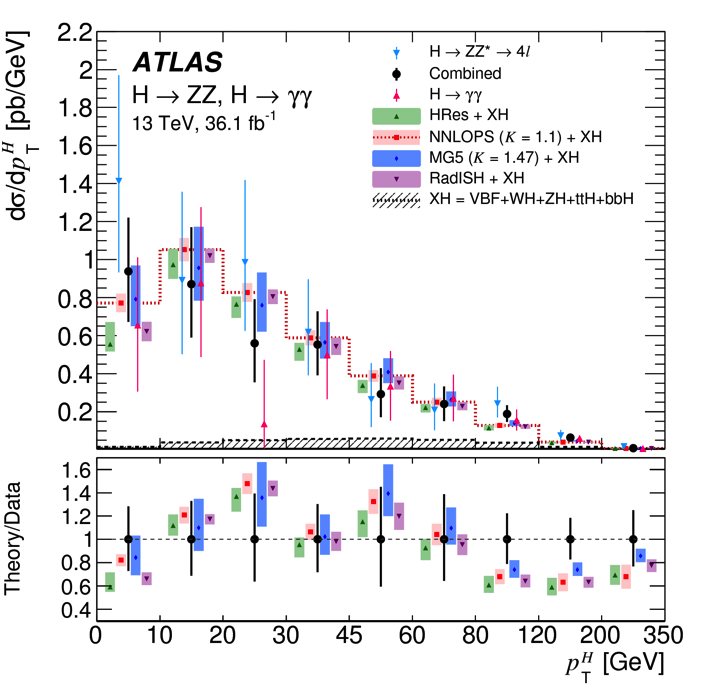 2.2
2
1.8
1.6
1.4
1.2
1
0.8
0.6
0.4
0.2
dσ/dp_T^H [pb/GeV]
ATLAS
H → ZZ, H → γγ
13 TeV, 36.1 fb⁻¹
H → ZZ* → 4l
Combined
H → γγ
HRes + XH
NNLOPS (K = 1.1) + XH
MG5 (K = 1.47) + XH
RadISH + XH
XH = VBF+WH+ZH+ttH+bbH
1.6
1.4
1.2
1
0.8
0.6
0.4
Theory/Data
0 10 20 30 45 60 80 120 200 350
p_T^H [GeV]